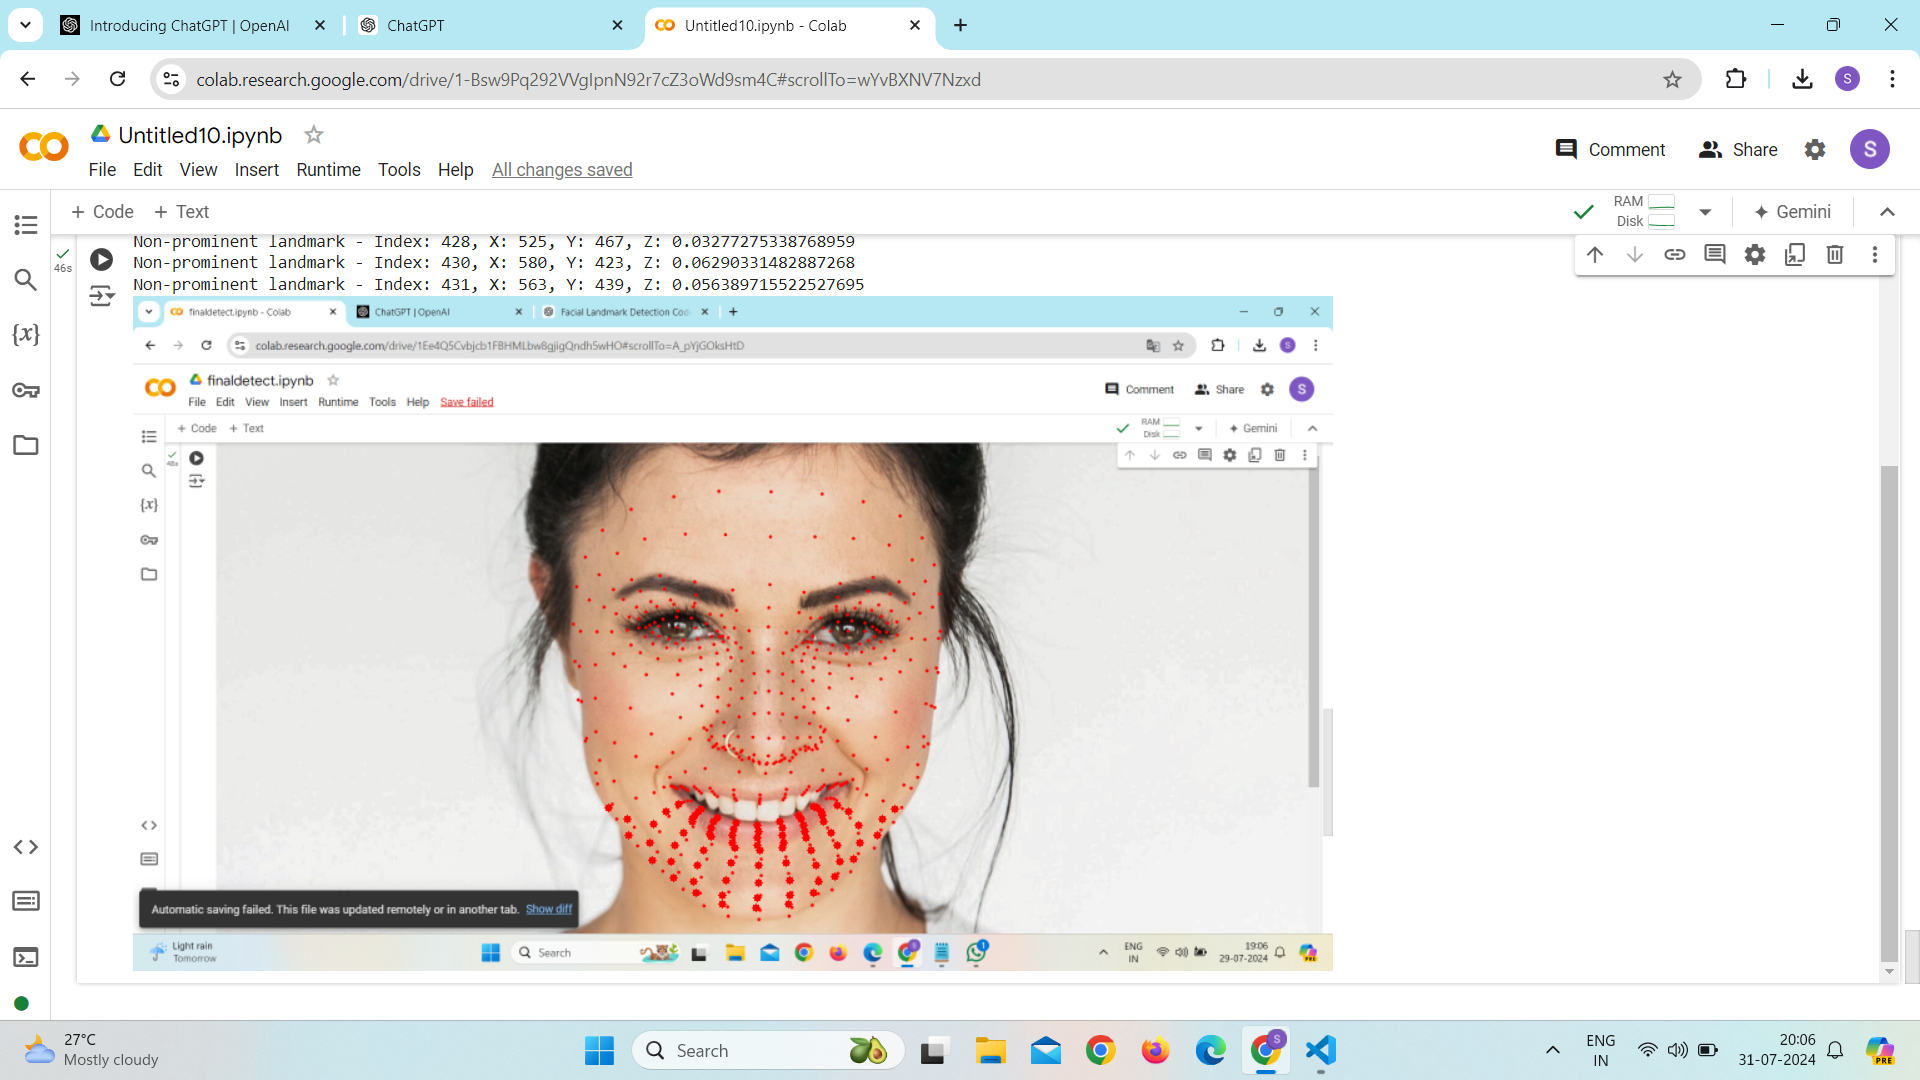 Introducing ChatGPT | OpenAI
ChatGPT
Untitled10.ipynb - Colab
colab.research.google.com/drive/1-Bsw9Pq292VVgIpnN92r7cZ3oWd9sm4C#scrollTo=wYvBXNV7Nzxd
S
CO
Untitled10.ipynb
Comment
Share
S
File Edit View Insert Runtime Tools Help All changes saved
+ Code + Text
RAM
Disk
Gemini
46s
Non-prominent landmark - Index: 428, X: 525, Y: 467, Z: 0.03277275338768959
Non-prominent landmark - Index: 430, X: 580, Y: 423, Z: 0.06290331482887268
Non-prominent landmark - Index: 431, X: 563, Y: 439, Z: 0.056389715522527695
{x}
finaldetect.ipynb - Colab
ChatGPT | OpenAI
Facial Landmark Detection Cod
colab.research.google.com/drive/1Ee4Q5Cvbjcb1FBHMLbw8gjigQndh5wHO#scrollTo=A_pYjGOksHtD
S
CO
finaldetect.ipynb
Comment
Share
S
File Edit View Insert Runtime Tools Help Save failed
+ Code + Text
RAM
Disk
Gemini
48s
{x}
Automatic saving failed. This file was updated remotely or in another tab. Show diff
Light rain
Tomorrow
Search
1
ENG
IN
19:06
29-07-2024
PRE
27°C
Mostly cloudy
Search
S
ENG
IN
20:06
31-07-2024
PRE